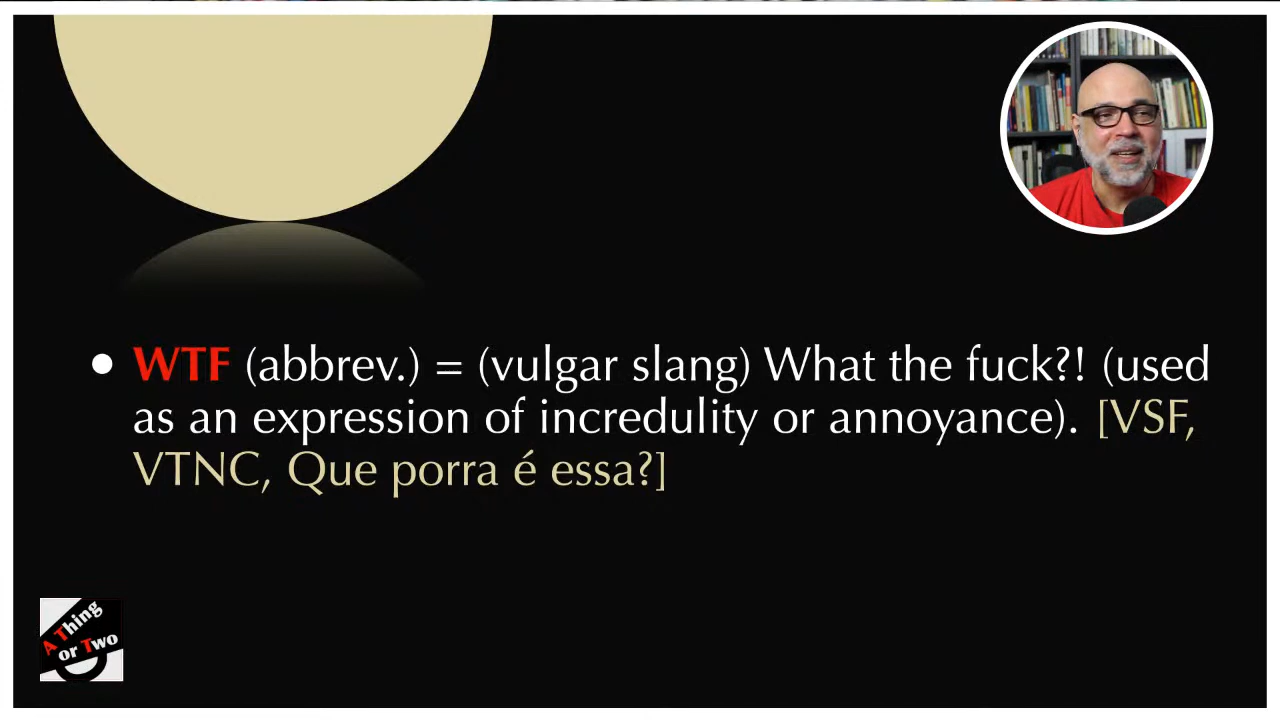 • WTF (abbrev.) = (vulgar slang) What the fuck?! (used
as an expression of incredulity or annoyance). [VSF,
VTNC, Que porra é essa?]
A Thing
or Two